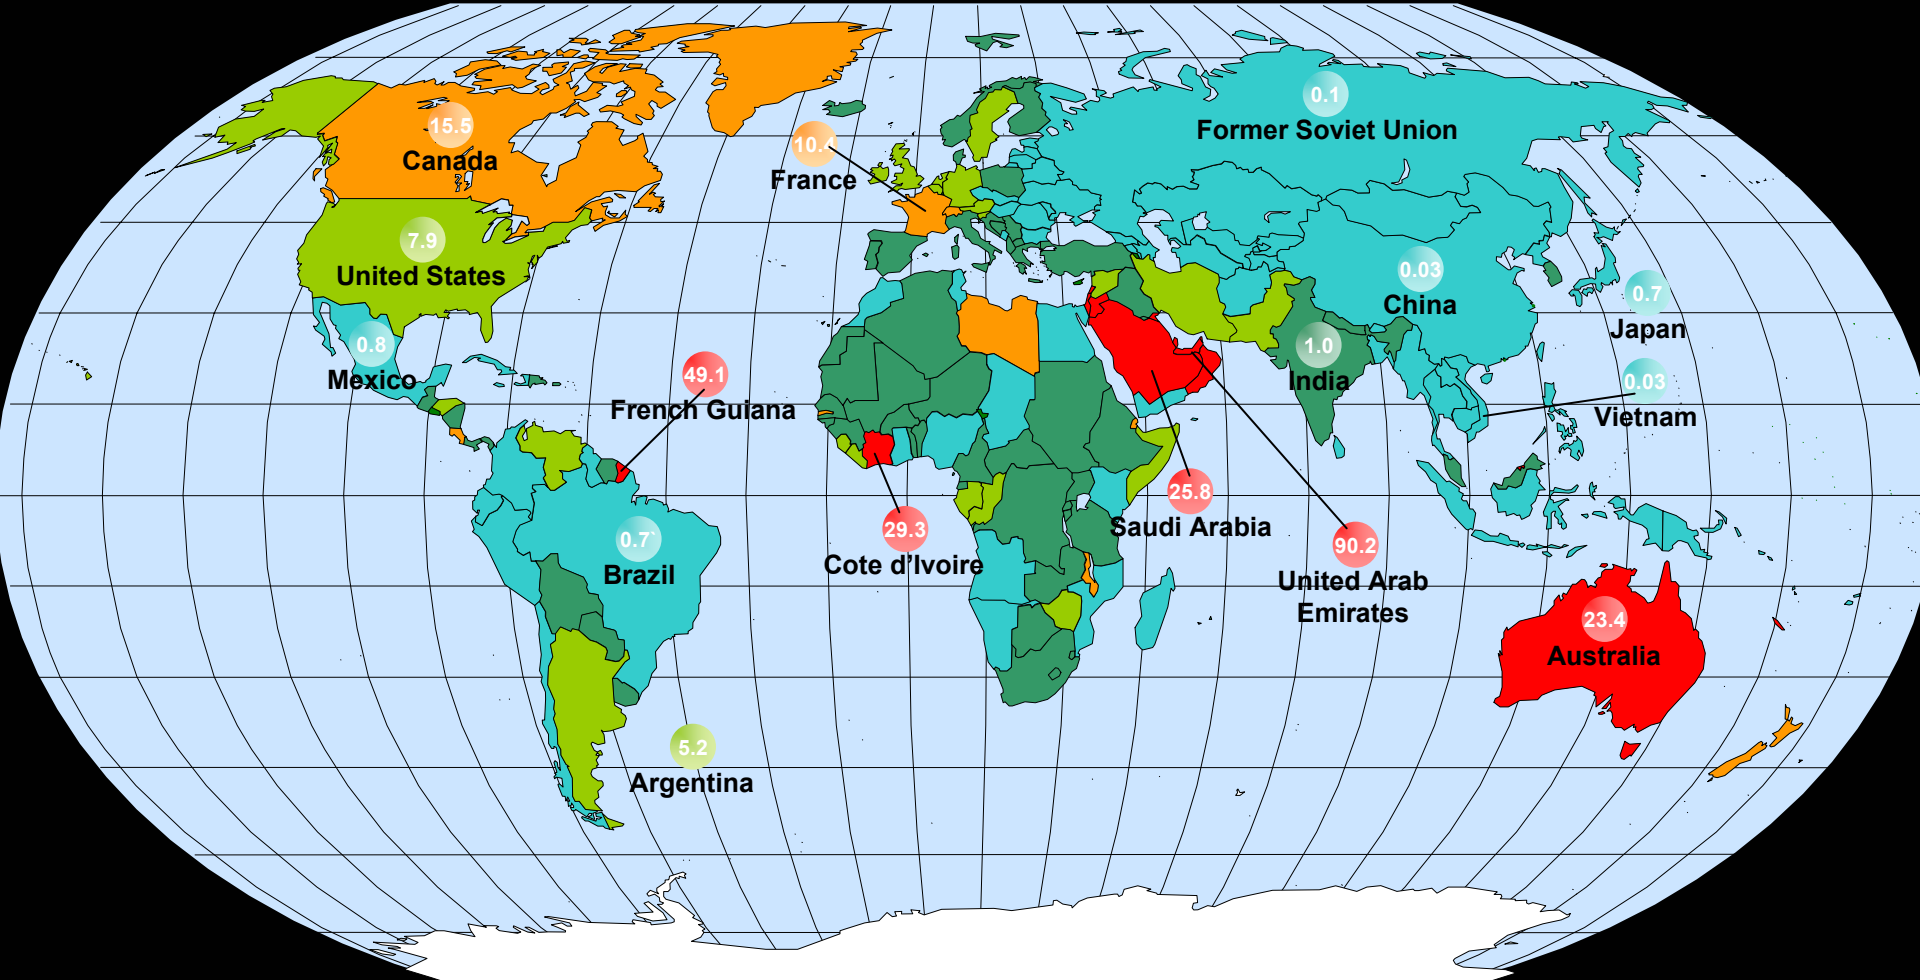 0.1
Former Soviet Union
15.5
Canada
10.4
France
7.9
United States
0.03
China
0.7
Japan
0.8
Mexico
1.0
India
49.1
French Guiana
0.03
Vietnam
25.8
Saudi Arabia
29.3
Cote d'Ivoire
0.7
Brazil
90.2
United Arab
Emirates
23.4
Australia
5.2
Argentina